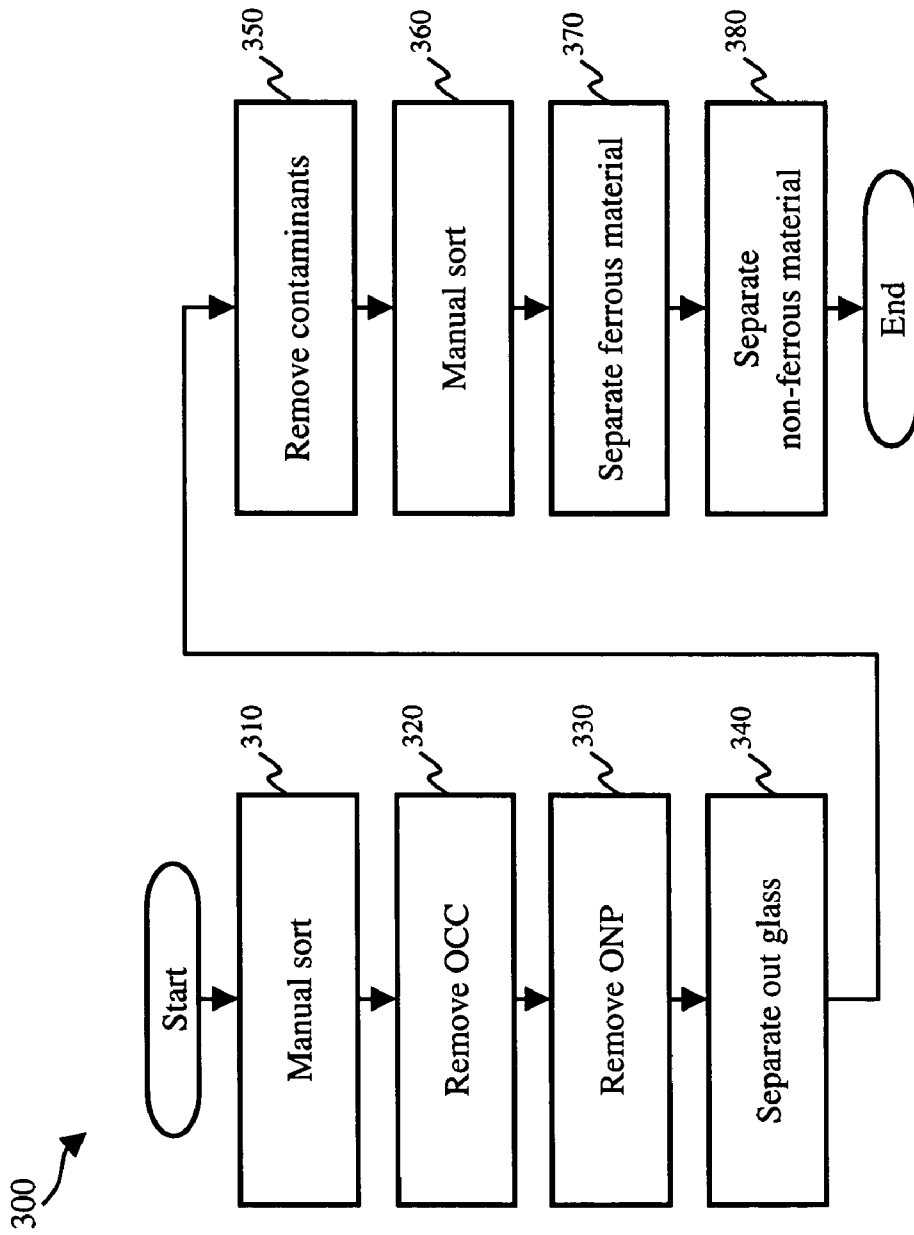 300
Start
310
Manual sort
320
Remove OCC
330
Remove ONP
340
Separate out glass
350
Remove contaminants
360
Manual sort
370
Separate ferrous material
380
Separate
non-ferrous material
End